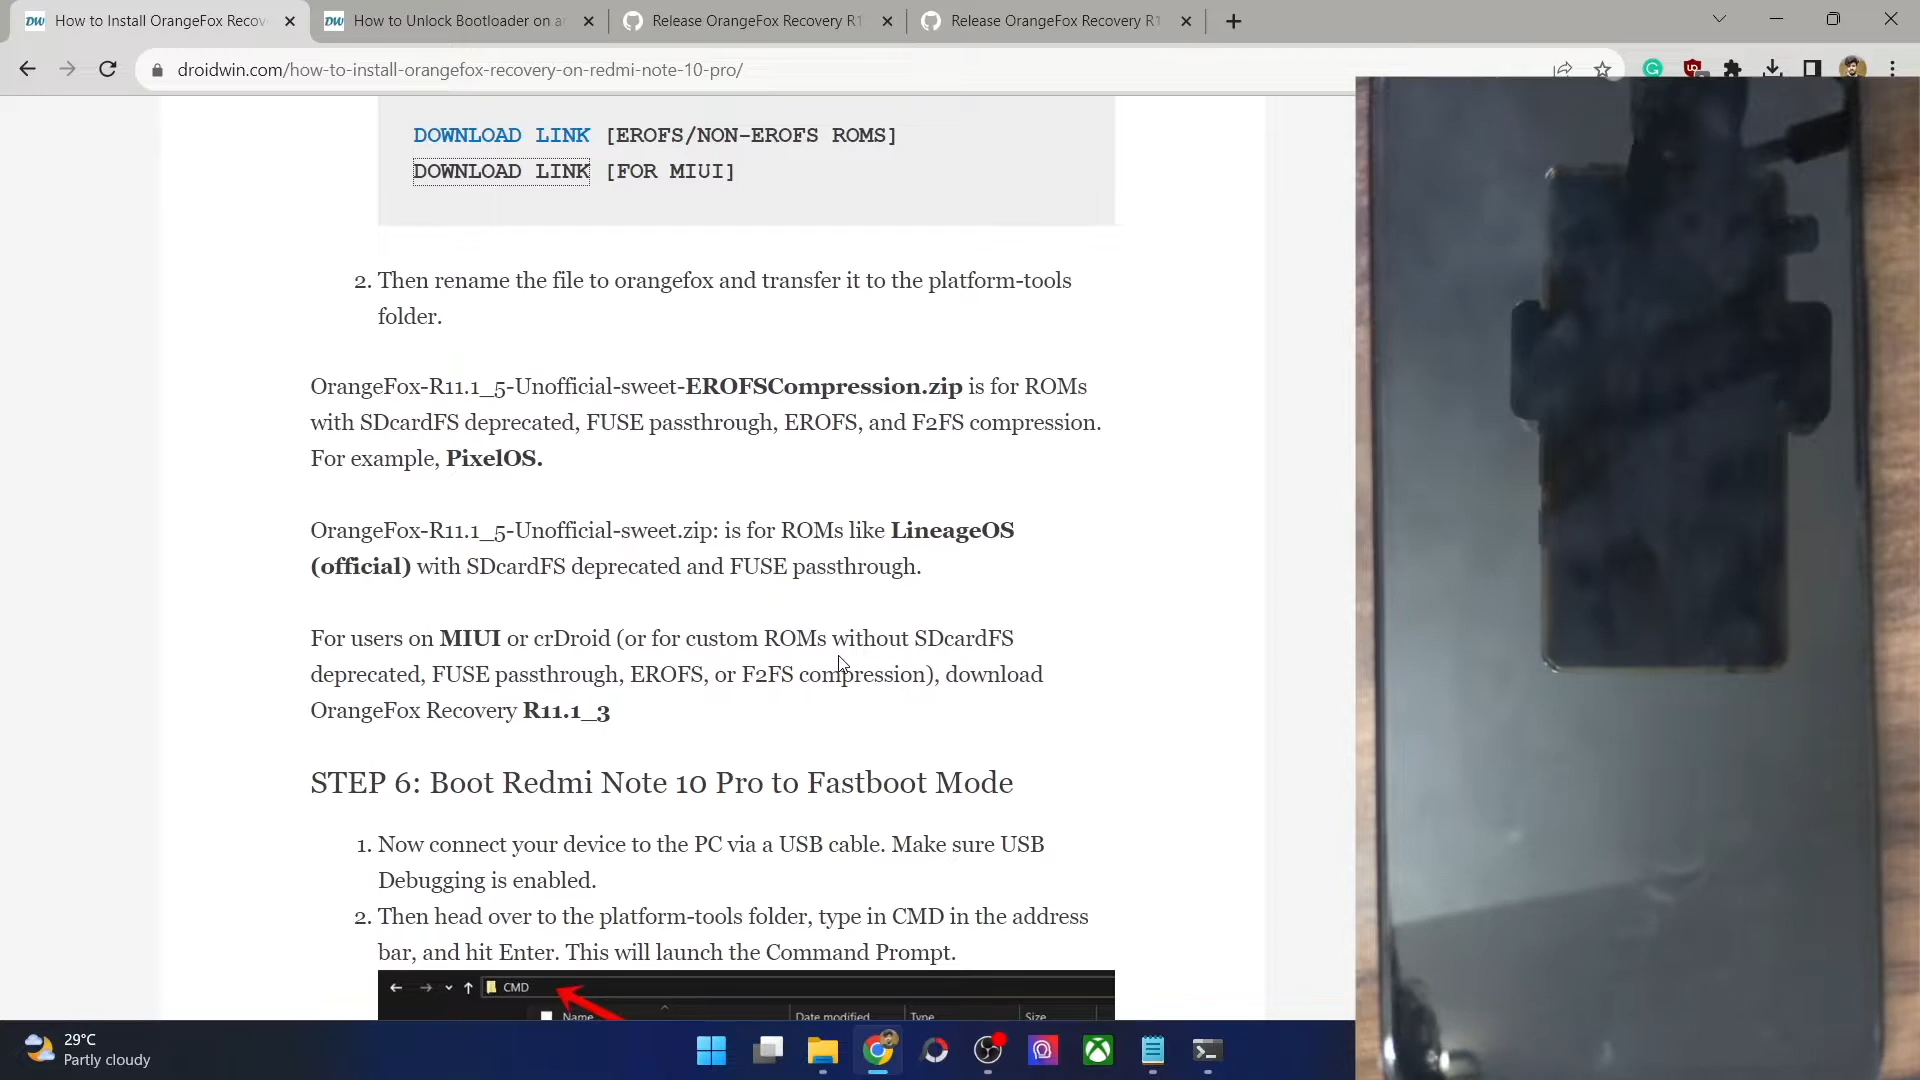 How to Install OrangeFox Recov
How to Unlock Bootloader on a
Release OrangeFox Recovery R1
Release OrangeFox Recovery R1
droidwin.com/how-to-install-orangefox-recovery-on-redmi-note-10-pro/
DOWNLOAD LINK [EROFS/NON-EROFS ROMS]
DOWNLOAD LINK [FOR MIUI]
2. Then rename the file to orangefox and transfer it to the platform-tools
folder.
OrangeFox-R11.1_5-Unofficial-sweet-EROFSCompression.zip is for ROMs
with SDcardFS deprecated, FUSE passthrough, EROFS, and F2FS compression.
For example, PixelOS.
OrangeFox-R11.1_5-Unofficial-sweet.zip: is for ROMs like LineageOS
(official) with SDcardFS deprecated and FUSE passthrough.
For users on MIUI or crDroid (or for custom ROMs without SDcardFS
deprecated, FUSE passthrough, EROFS, or F2FS compression), download
OrangeFox Recovery R11.1_3
STEP 6: Boot Redmi Note 10 Pro to Fastboot Mode
1. Now connect your device to the PC via a USB cable. Make sure USB
Debugging is enabled.
2. Then head over to the platform-tools folder, type in CMD in the address
bar, and hit Enter. This will launch the Command Prompt.
CMD
Name Date modified Type Size
29°C
Partly cloudy